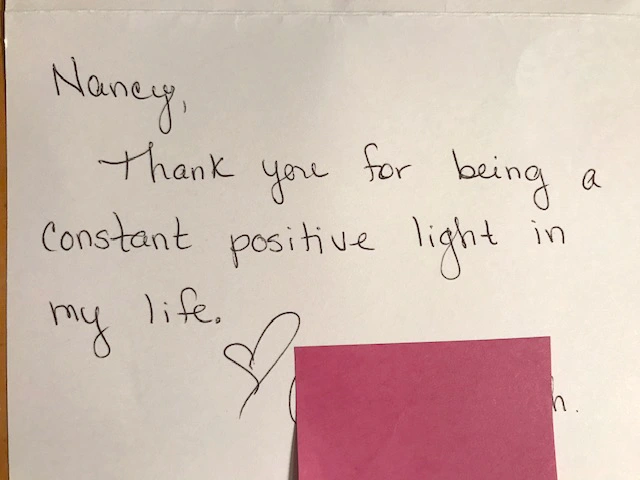 Nancy,
Thank you for being a
constant positive light in
my life.
h.